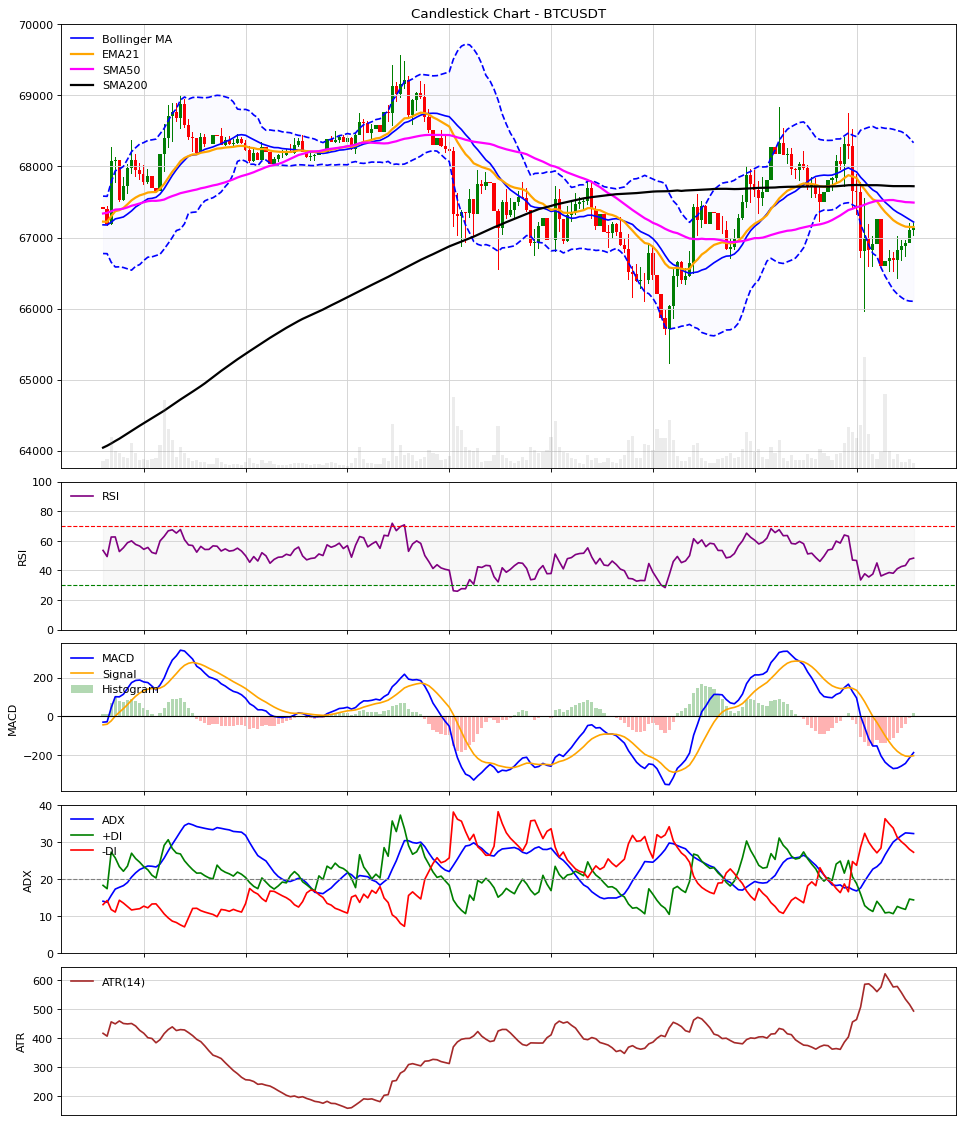 Candlestick Chart - BTCUSDT
70000
69000
68000
67000
66000
65000
64000
Bollinger MA
EMA21
SMA50
SMA200
100
80
60
40
20
0
RSI
RSI
200
0
−200
MACD
MACD
Signal
Histogram
40
30
20
10
0
ADX
ADX
+DI
-DI
600
500
400
300
200
ATR
ATR(14)